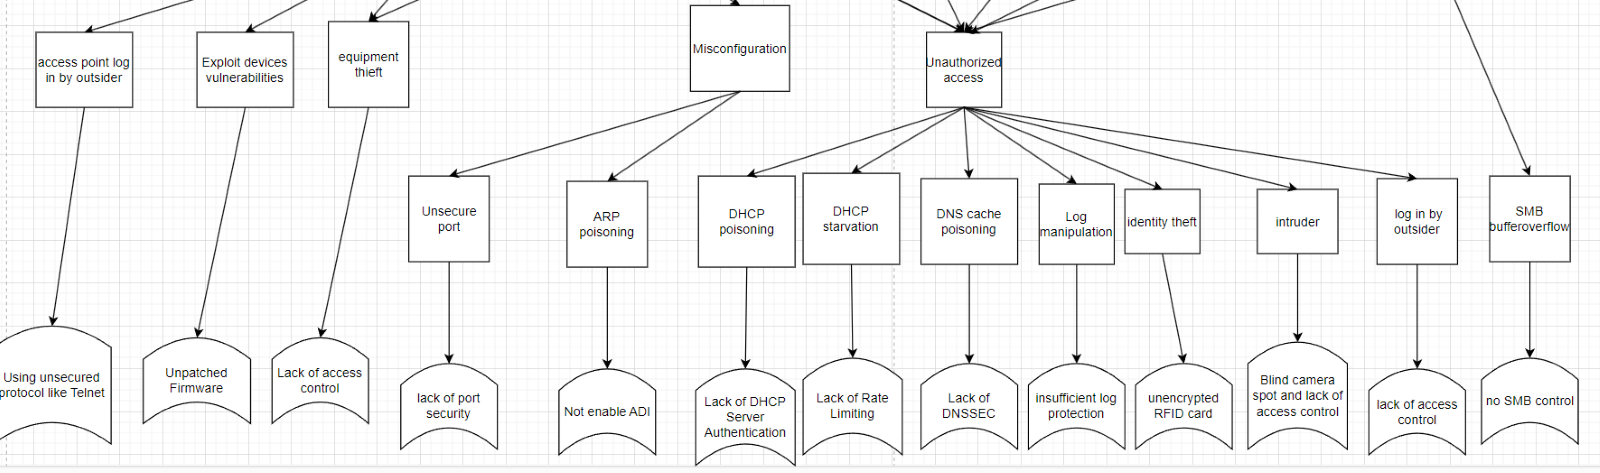 access point log
in by outsider
Exploit devices
vulnerabilities
equipment
thieft
Misconfiguration
Unauthorized
access
Unsecure
port
ARP
poisoning
DHCP
poisoning
DHCP
starvation
DNS cache
poisoning
Log
manipulation
identity theft
intruder
log in by
outsider
SMB
bufferoverflow
Using unsecured
protocol like Telnet
Unpatched
Firmware
Lack of access
control
lack of port
security
Not enable ADI
Lack of DHCP
Server
Authentication
Lack of Rate
Limiting
Lack of
DNSSEC
insufficient log
protection
unencrypted
RFID card
Blind camera
spot and lack of
access control
lack of access
control
no SMB control